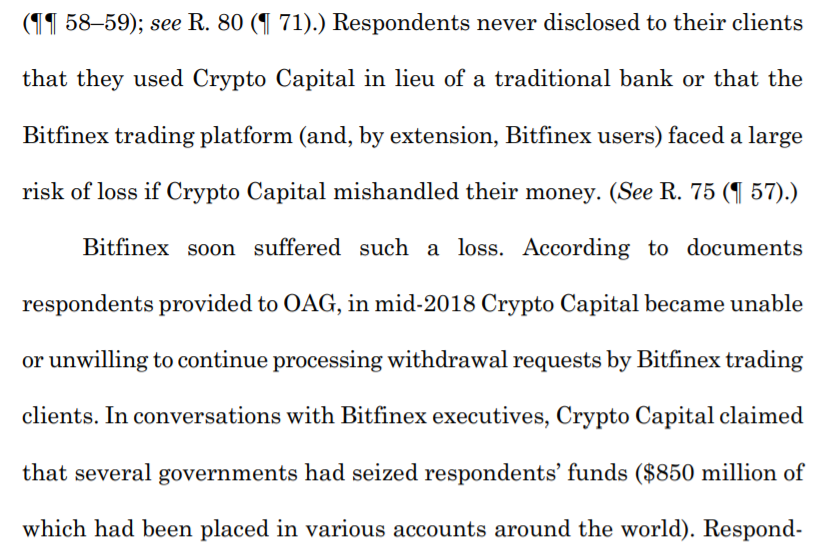 (¶¶ 58–59); see R. 80 (¶ 71).) Respondents never disclosed to their clients
that they used Crypto Capital in lieu of a traditional bank or that the
Bitfinex trading platform (and, by extension, Bitfinex users) faced a large
risk of loss if Crypto Capital mishandled their money. (See R. 75 (¶ 57).)
Bitfinex soon suffered such a loss. According to documents
respondents provided to OAG, in mid-2018 Crypto Capital became unable
or unwilling to continue processing withdrawal requests by Bitfinex trading
clients. In conversations with Bitfinex executives, Crypto Capital claimed
that several governments had seized respondents’ funds ($850 million of
which had been placed in various accounts around the world). Respond-